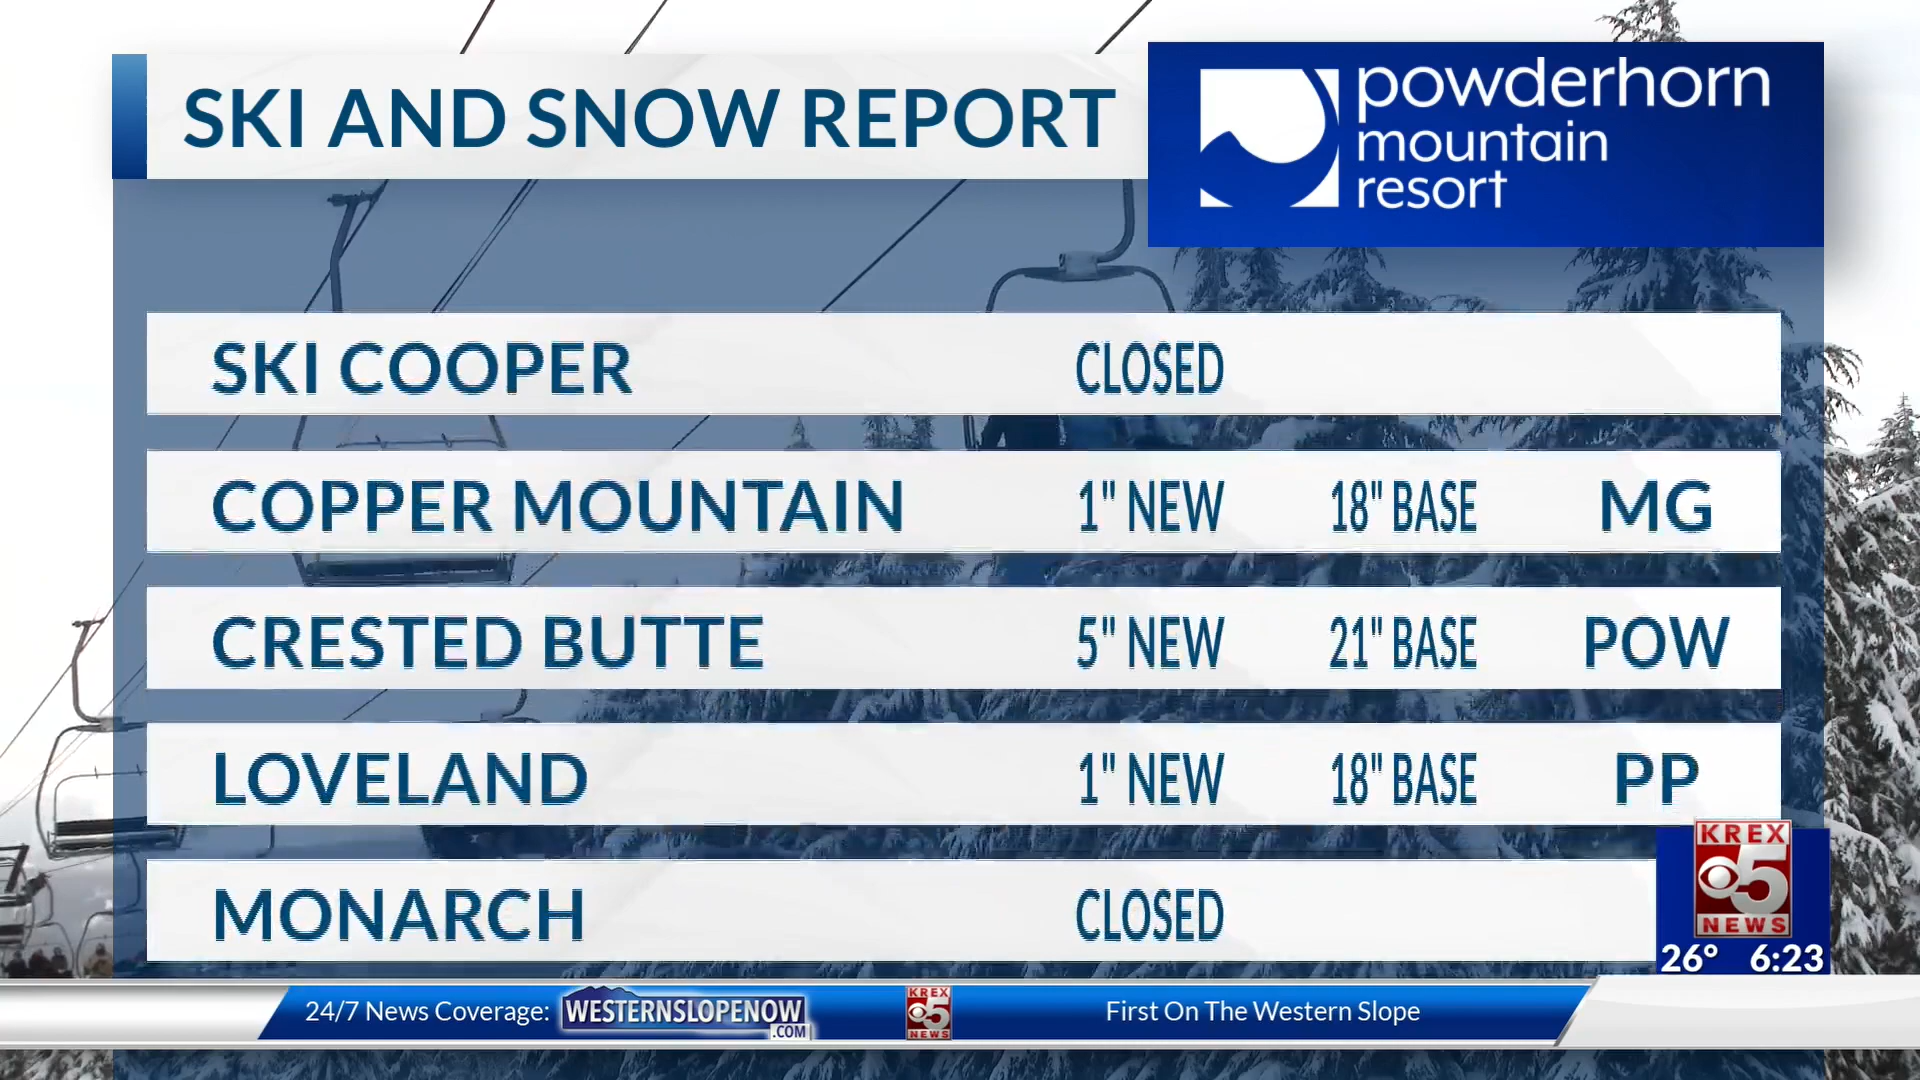 SKI AND SNOW REPORT
powderhorn
mountain
resort
SKI COOPER CLOSED
COPPER MOUNTAIN 1" NEW 18" BASE MG
CRESTED BUTTE 5" NEW 21" BASE POW
LOVELAND 1" NEW 18" BASE PP
MONARCH CLOSED
KREX
5
NEWS
26° 6:23
24/7 News Coverage: WESTERNSLOPENOW.COM KREX 5 NEWS First On The Western Slope